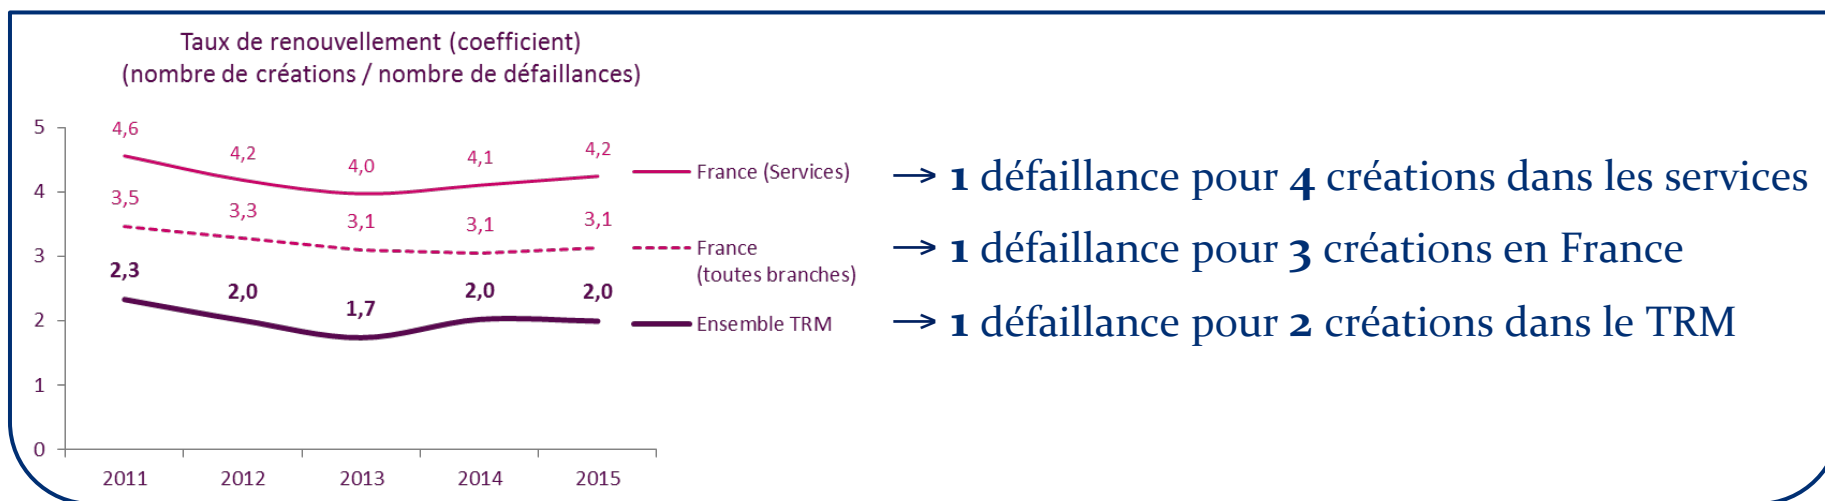 Taux de renouvellement (coefficient)
(nombre de créations / nombre de défaillances)
5
4
3
2
1
0
4,6
4,2
4,0
4,1
4,2
3,5
3,3
3,1
3,1
3,1
2,3
2,0
1,7
2,0
2,0
2011
2012
2013
2014
2015
France (Services)
France
(toutes branches)
Ensemble TRM
→ 1 défaillance pour 4 créations dans les services
→ 1 défaillance pour 3 créations en France
→ 1 défaillance pour 2 créations dans le TRM